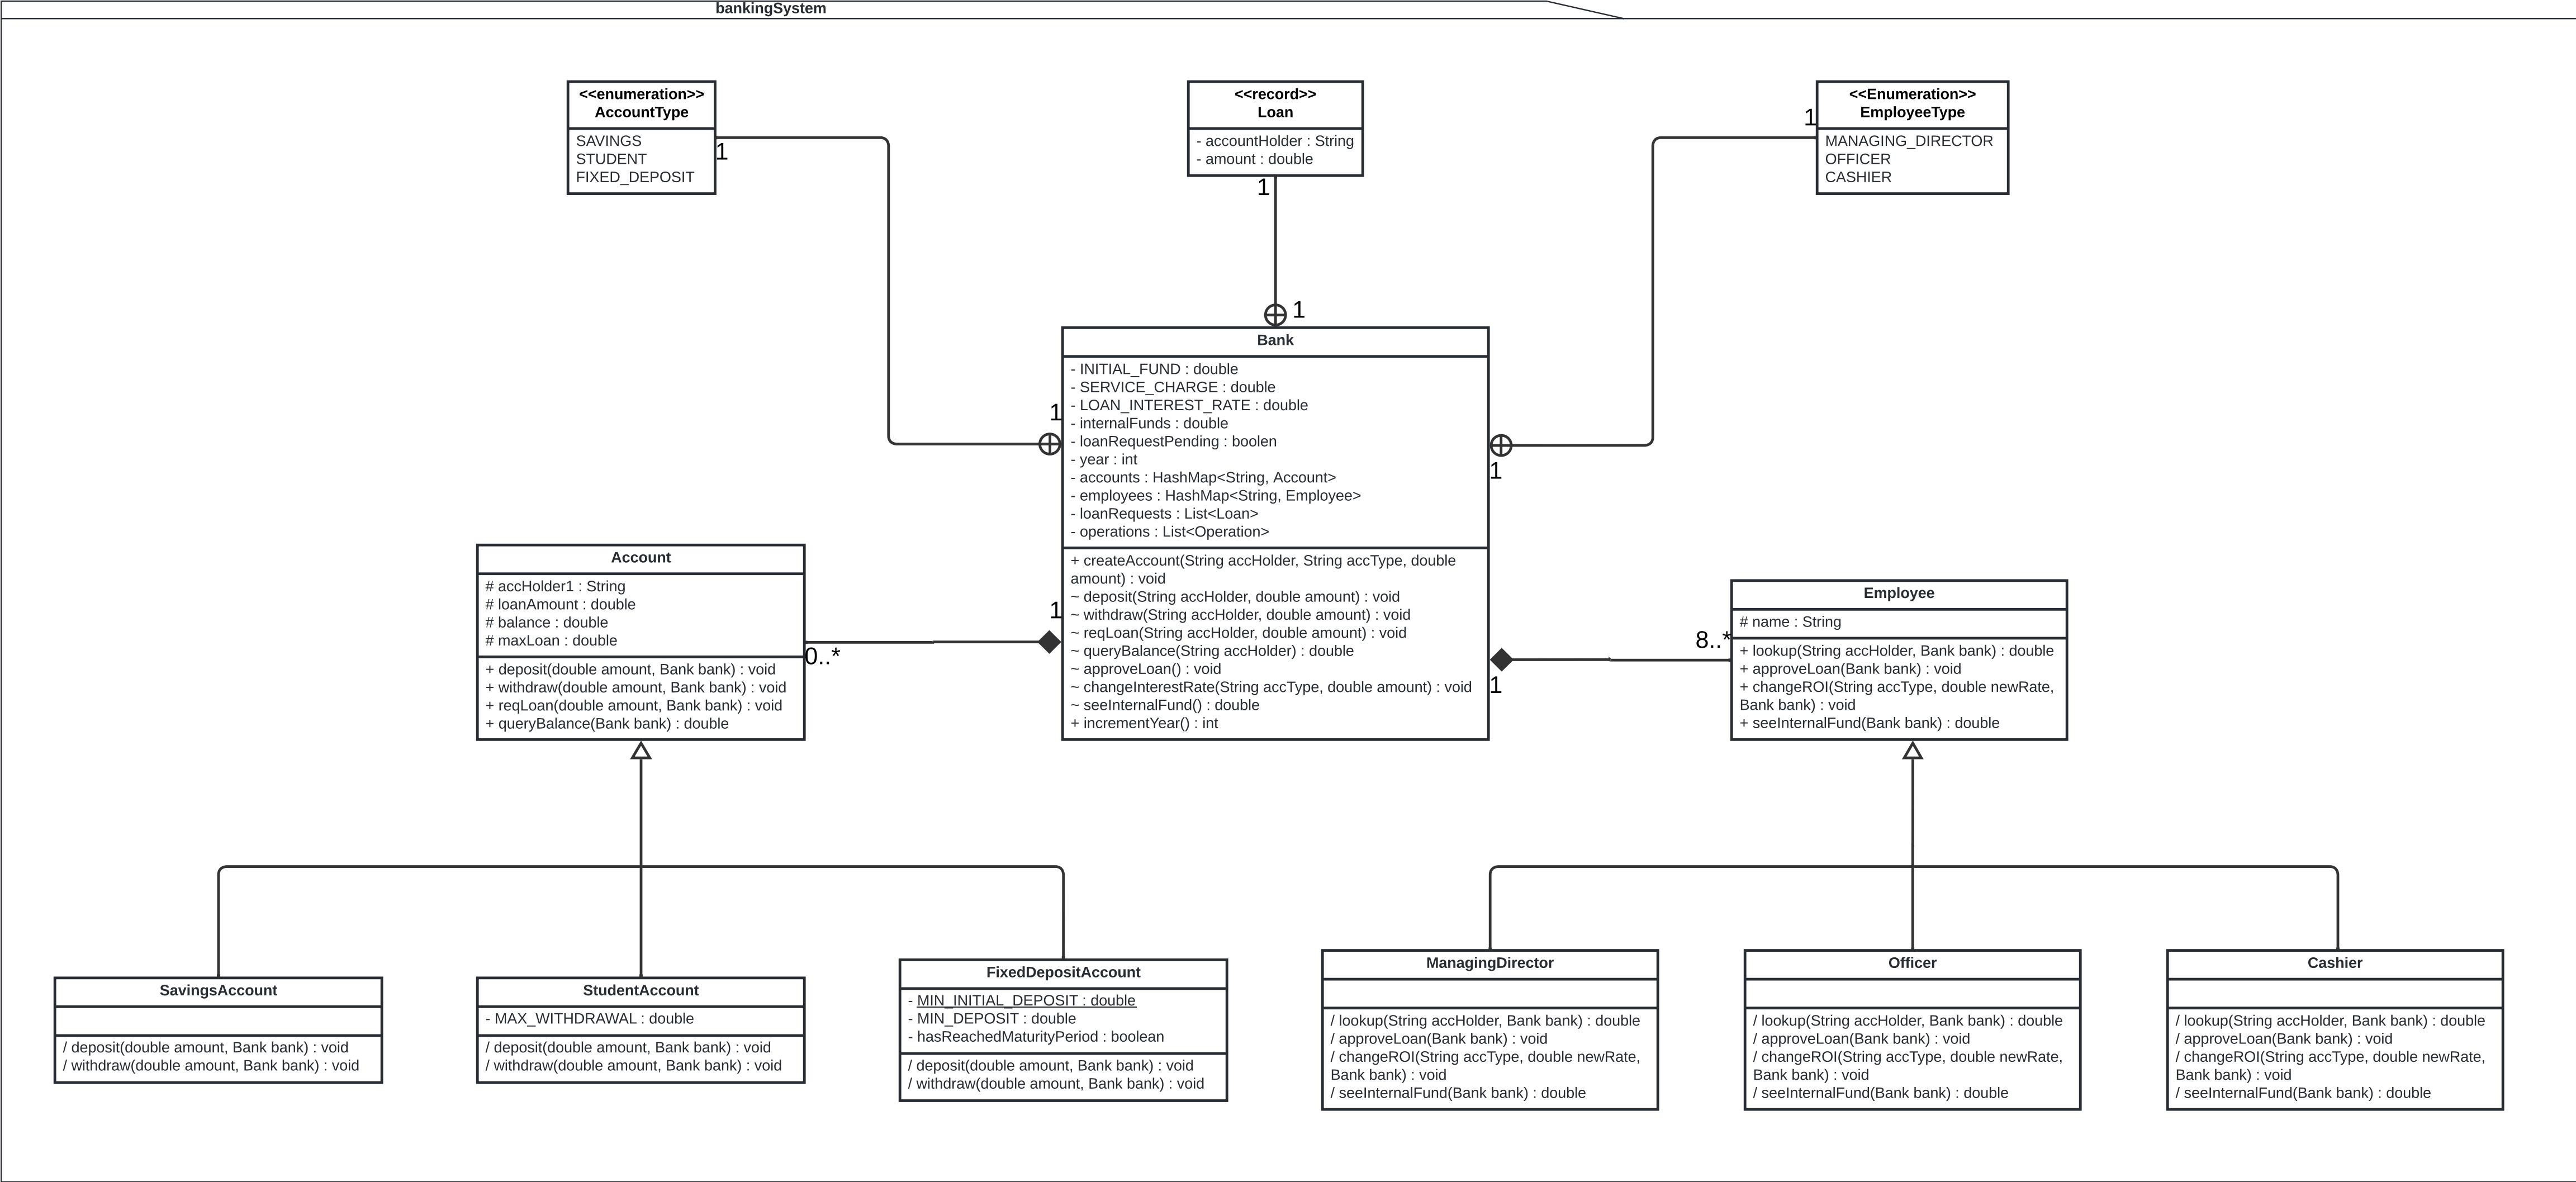 bankingSystem
<<enumeration>>
AccountType
SAVINGS
STUDENT
FIXED_DEPOSIT
1
<<record>>
Loan
- accountHolder : String
- amount : double
1
<<Enumeration>>
EmployeeType
MANAGING_DIRECTOR
OFFICER
CASHIER
1
1
1
1
Bank
- INITIAL_FUND : double
- SERVICE_CHARGE : double
- LOAN_INTEREST_RATE : double
- internalFunds : double
- loanRequestPending : boolen
- year : int
- accounts : HashMap<String, Account>
- employees : HashMap<String, Employee>
- loanRequests : List<Loan>
- operations : List<Operation>
+ createAccount(String accHolder, String accType, double
amount) : void
~ deposit(String accHolder, double amount) : void
~ withdraw(String accHolder, double amount) : void
~ reqLoan(String accHolder, double amount) : void
~ queryBalance(String accHolder) : double
~ approveLoan() : void
~ changeInterestRate(String accType, double amount) : void
~ seeInternalFund() : double
+ incrementYear() : int
Account
# accHolder1 : String
# loanAmount : double
# balance : double
# maxLoan : double
+ deposit(double amount, Bank bank) : void
+ withdraw(double amount, Bank bank) : void
+ reqLoan(double amount, Bank bank) : void
+ queryBalance(Bank bank) : double
0..*
1
1
8..*
Employee
# name : String
+ lookup(String accHolder, Bank bank) : double
+ approveLoan(Bank bank) : void
+ changeROI(String accType, double newRate,
Bank bank) : void
+ seeInternalFund(Bank bank) : double
SavingsAccount
/ deposit(double amount, Bank bank) : void
/ withdraw(double amount, Bank bank) : void
StudentAccount
- MAX_WITHDRAWAL : double
/ deposit(double amount, Bank bank) : void
/ withdraw(double amount, Bank bank) : void
FixedDepositAccount
- MIN_INITIAL_DEPOSIT : double
- MIN_DEPOSIT : double
- hasReachedMaturityPeriod : boolean
/ deposit(double amount, Bank bank) : void
/ withdraw(double amount, Bank bank) : void
ManagingDirector
/ lookup(String accHolder, Bank bank) : double
/ approveLoan(Bank bank) : void
/ changeROI(String accType, double newRate,
Bank bank) : void
/ seeInternalFund(Bank bank) : double
Officer
/ lookup(String accHolder, Bank bank) : double
/ approveLoan(Bank bank) : void
/ changeROI(String accType, double newRate,
Bank bank) : void
/ seeInternalFund(Bank bank) : double
Cashier
/ lookup(String accHolder, Bank bank) : double
/ approveLoan(Bank bank) : void
/ changeROI(String accType, double newRate,
Bank bank) : void
/ seeInternalFund(Bank bank) : double